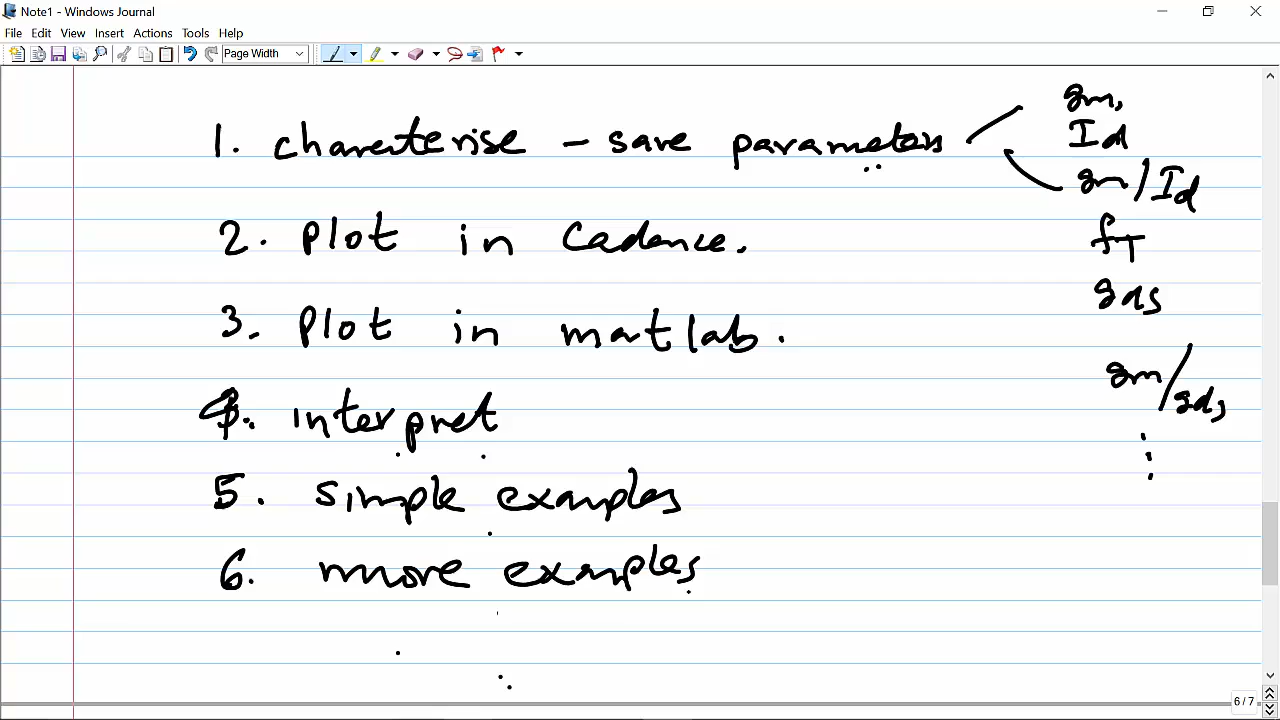 Note1 - Windows Journal
File Edit View Insert Actions Tools Help
Page Width
gm,
1. charecterise - save parameters
Id
gm/Id
2. plot in Cadence.
fT
gds
3. plot in matlab.
gm/gds
4. interpret
5. simple examples
6. more examples
6 / 7